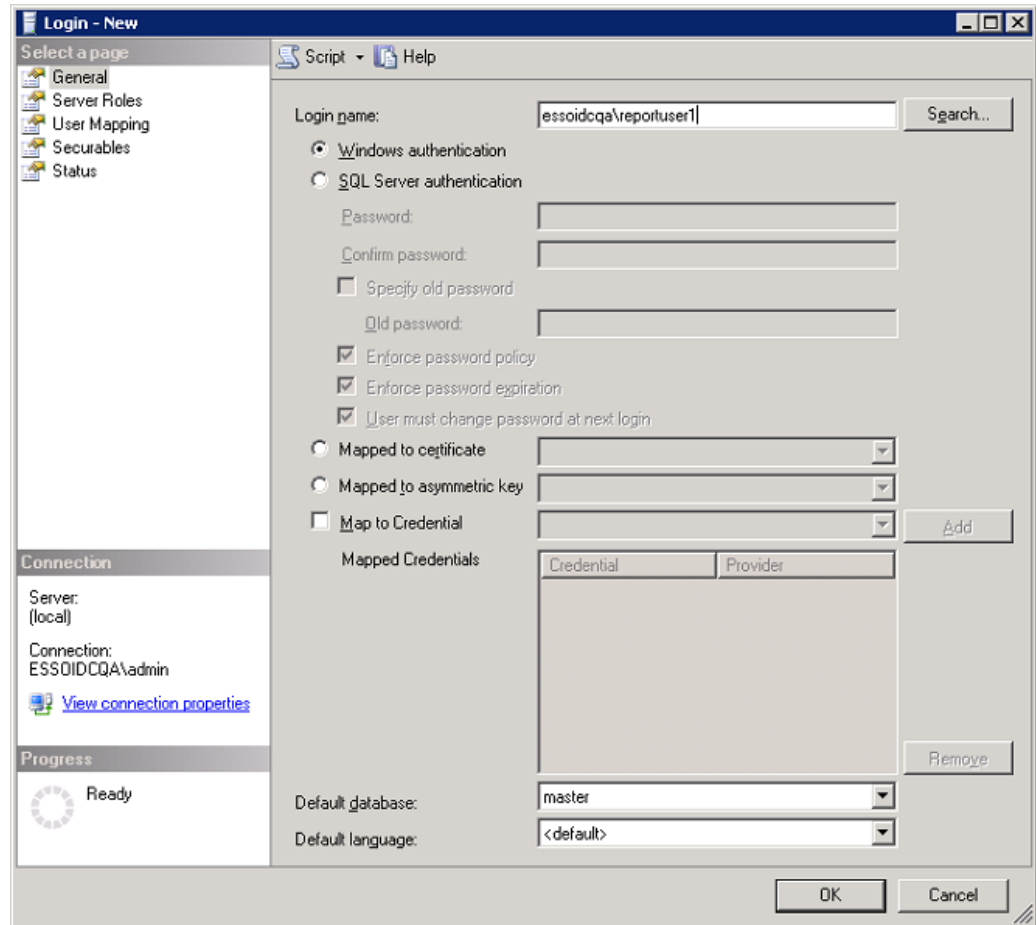 Login - New
Select a page
General
Server Roles
User Mapping
Securables
Status
Script Help
Login name: essoidcqa\reportuser1 Search...
Windows authentication
SQL Server authentication
Password:
Confirm password:
Specify old password
Old password:
Enforce password policy
Enforce password expiration
User must change password at next login
Mapped to certificate
Mapped to asymmetric key
Map to Credential Add
Mapped Credentials Credential Provider
Remove
Default database: master
Default language: <default>
Connection
Server:
(local)
Connection:
ESSOIDCQA\admin
View connection properties
Progress
Ready
OK Cancel